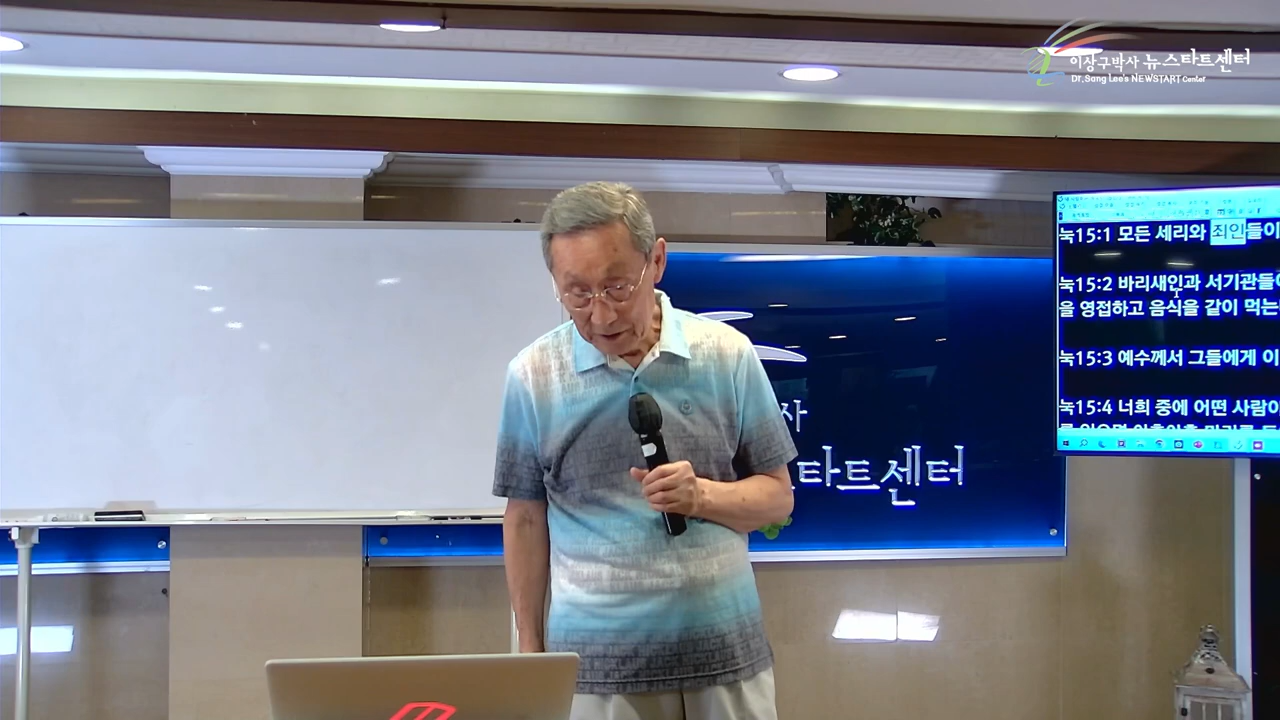 이상구박사 뉴스타트센터
Dr. Sang Lee's NEWSTART Center
눅15:1 모든 세리와 죄인들이
눅15:2 바리새인과 서기관들이
을 영접하고 음식을 같이 먹는
눅15:3 예수께서 그들에게 이
눅15:4 너희 중에 어떤 사람이
사
타트센터